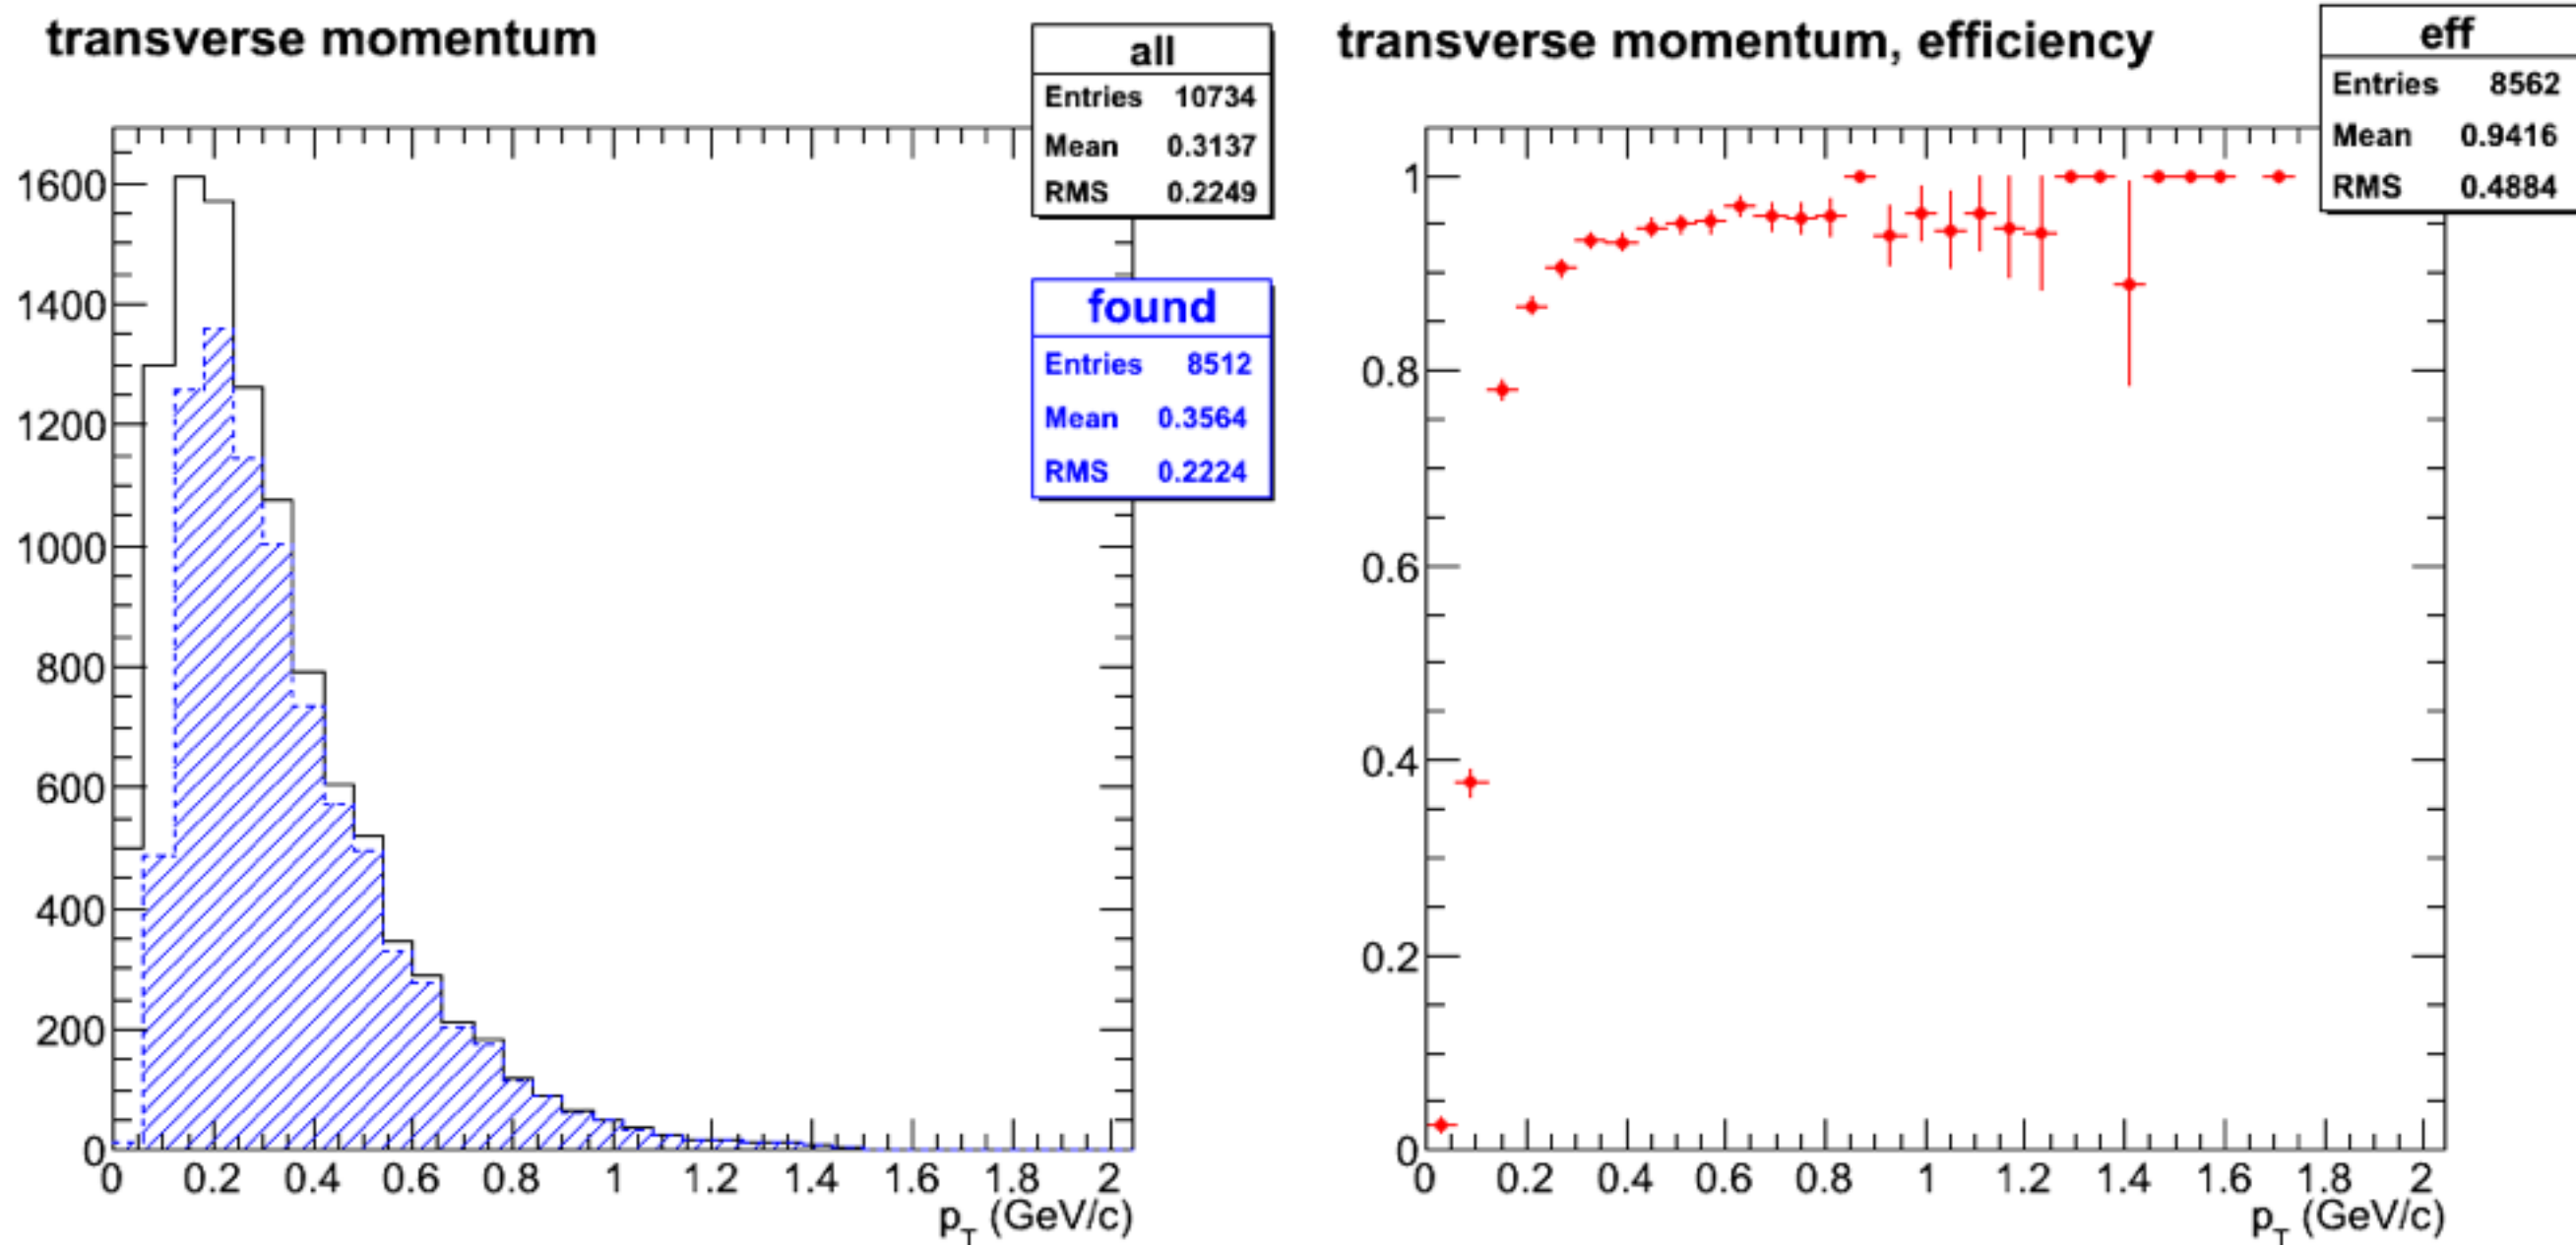 transverse momentum
all
Entries 10734
Mean 0.3137
RMS 0.2249
found
Entries 8512
Mean 0.3564
RMS 0.2224
1600
1400
1200
1000
800
600
400
200
0
0 0.2 0.4 0.6 0.8 1 1.2 1.4 1.6 1.8 2
pT (GeV/c)
transverse momentum, efficiency
eff
Entries 8562
Mean 0.9416
RMS 0.4884
1
0.8
0.6
0.4
0.2
0
0 0.2 0.4 0.6 0.8 1 1.2 1.4 1.6 1.8 2
pT (GeV/c)